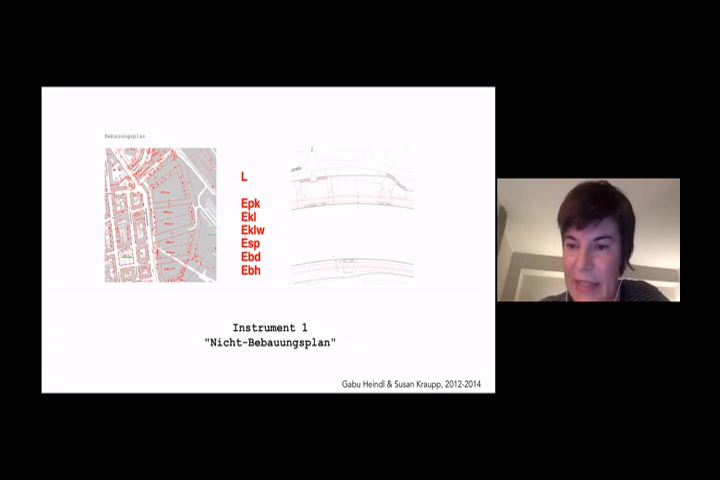 Bebauungsplan
L
Epk
Ekl
Eklw
Esp
Ebd
Ebh
Instrument 1
"Nicht-Bebauungsplan"
Gabu Heindl & Susan Kraupp, 2012-2014